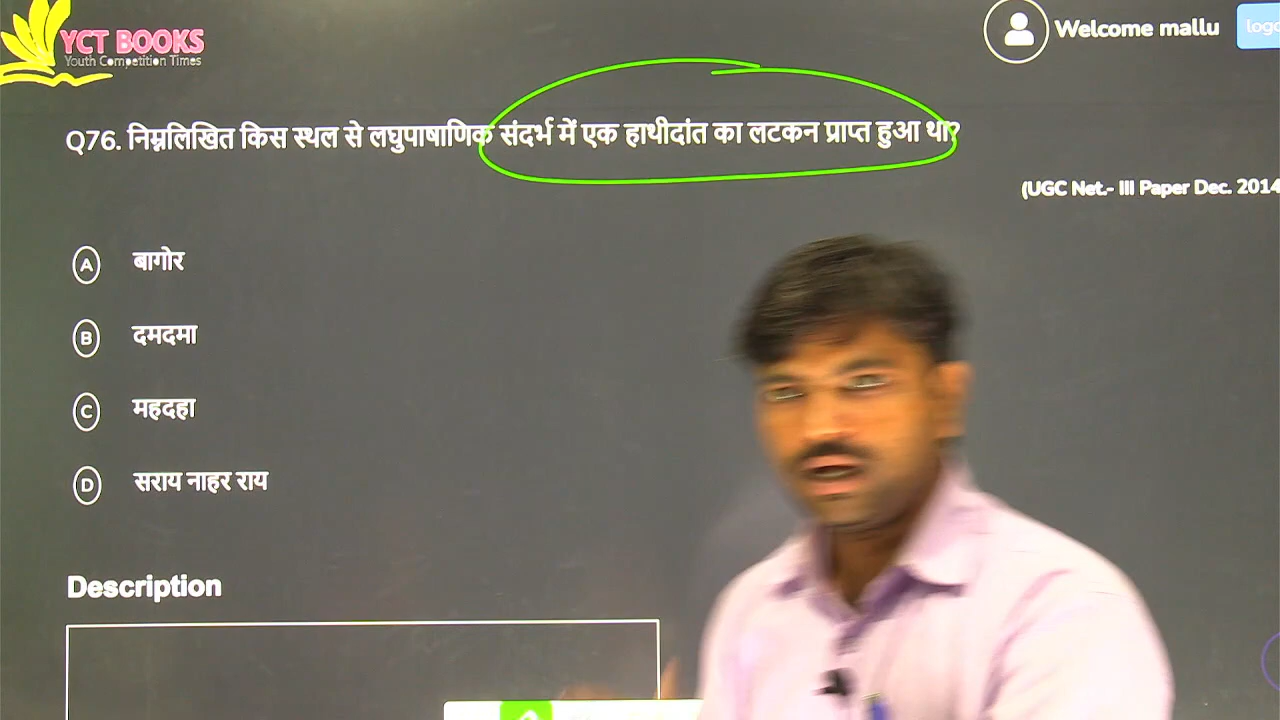 YCT BOOKS
Youth Competition Times
Welcome mallu
Q76. निम्नलिखित किस स्थल से लघुपाषाणिक संदर्भ में एक हाथीदांत का लटकन प्राप्त हुआ था?
(UGC Net.- III Paper Dec. 2014
A बागोर
B दमदमा
C महदहा
D सराय नाहर राय
Description